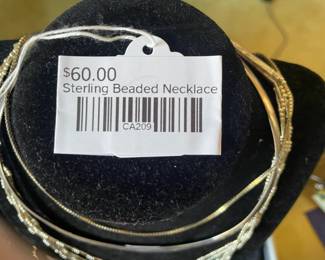 $60.00
Sterling Beaded Necklace
CA209